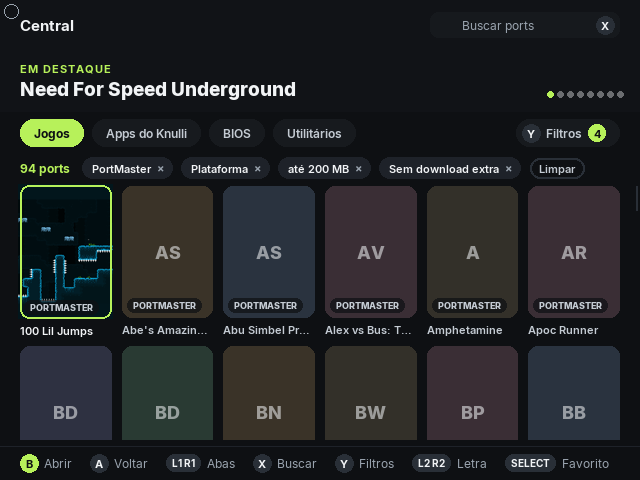 Central
Buscar ports X
EM DESTAQUE
Need For Speed Underground
Jogos Apps do Knulli BIOS Utilitários Y Filtros 4
94 ports PortMaster × Plataforma × até 200 MB × Sem download extra × Limpar
AS AS AV A AR
PORTMASTER PORTMASTER PORTMASTER PORTMASTER PORTMASTER PORTMASTER
100 Lil Jumps Abe's Amazin... Abu Simbel Pr... Alex vs Bus: T... Amphetamine Apoc Runner
BD BD BN BW BP BB
B Abrir A Voltar L1R1 Abas X Buscar Y Filtros L2R2 Letra SELECT Favorito